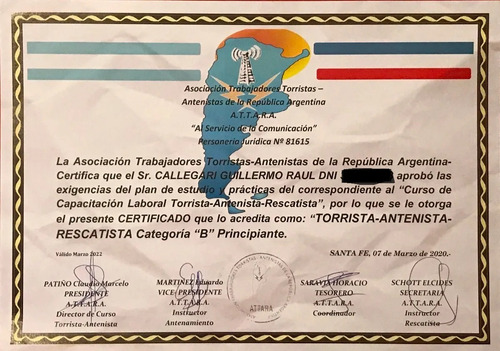 Asociación Trabajadores Torristas –
Antenistas de la República Argentina
A.T.T.A.R.A.
"Al Servicio de la Comunicación"
Personería Jurídica Nº 81615
La Asociación Trabajadores Torristas-Antenistas de la República Argentina-
Certifica que el Sr. CALLEGARI GUILLERMO RAUL DNI aprobó las
exigencias del plan de estudio y prácticas del correspondiente al "Curso de
Capacitación Laboral Torrista-Antenista-Rescatista", por lo que se le otorga
el presente CERTIFICADO que lo acredita como: "TORRISTA-ANTENISTA-
RESCATISTA Categoría "B" Principiante.
Válido Marzo 2022
SANTA FE, 07 de Marzo de 2020.-
PATIÑO Claudio Marcelo
PRESIDENTE
A.T.T.A.R.A.
Director de Curso
Torrista-Antenista
MARTINEZ Eduardo
VICE-PRESIDENTE
A.T.T.A.R.A.
Instructor
Antenamiento
ATTARA
SARAVIA HORACIO
TESORERO
A.T.T.A.R.A.
Coordinador
SCHOTT ELCIDES
SECRETARIA
A.T.T.A.R.A.
Instructor
Rescatista